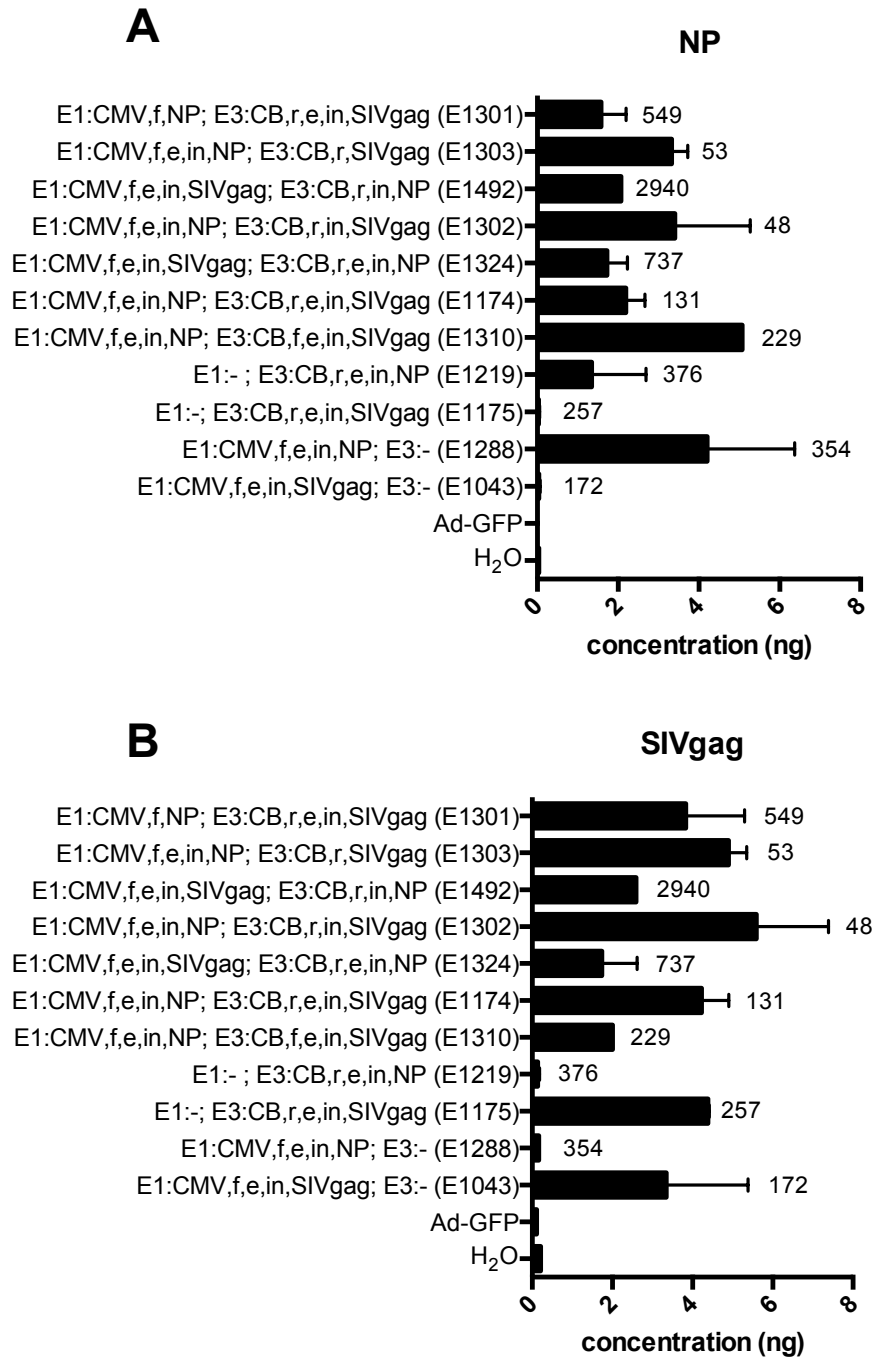 A
NP
E1:CMV,f,NP; E3:CB,r,e,in,SIVgag (E1301) 549
E1:CMV,f,e,in,NP; E3:CB,r,SIVgag (E1303) 53
E1:CMV,f,e,in,SIVgag; E3:CB,r,in,NP (E1492) 2940
E1:CMV,f,e,in,NP; E3:CB,r,in,SIVgag (E1302) 48
E1:CMV,f,e,in,SIVgag; E3:CB,r,e,in,NP (E1324) 737
E1:CMV,f,e,in,NP; E3:CB,r,e,in,SIVgag (E1174) 131
E1:CMV,f,e,in,NP; E3:CB,f,e,in,SIVgag (E1310) 229
E1:- ; E3:CB,r,e,in,NP (E1219) 376
E1:-; E3:CB,r,e,in,SIVgag (E1175) 257
E1:CMV,f,e,in,NP; E3:- (E1288) 354
E1:CMV,f,e,in,SIVgag; E3:- (E1043) 172
Ad-GFP
H₂O
0 2 4 6 8
concentration (ng)
B
SIVgag
E1:CMV,f,NP; E3:CB,r,e,in,SIVgag (E1301) 549
E1:CMV,f,e,in,NP; E3:CB,r,SIVgag (E1303) 53
E1:CMV,f,e,in,SIVgag; E3:CB,r,in,NP (E1492) 2940
E1:CMV,f,e,in,NP; E3:CB,r,in,SIVgag (E1302) 48
E1:CMV,f,e,in,SIVgag; E3:CB,r,e,in,NP (E1324) 737
E1:CMV,f,e,in,NP; E3:CB,r,e,in,SIVgag (E1174) 131
E1:CMV,f,e,in,NP; E3:CB,f,e,in,SIVgag (E1310) 229
E1:- ; E3:CB,r,e,in,NP (E1219) 376
E1:-; E3:CB,r,e,in,SIVgag (E1175) 257
E1:CMV,f,e,in,NP; E3:- (E1288) 354
E1:CMV,f,e,in,SIVgag; E3:- (E1043) 172
Ad-GFP
H₂O
0 2 4 6 8
concentration (ng)